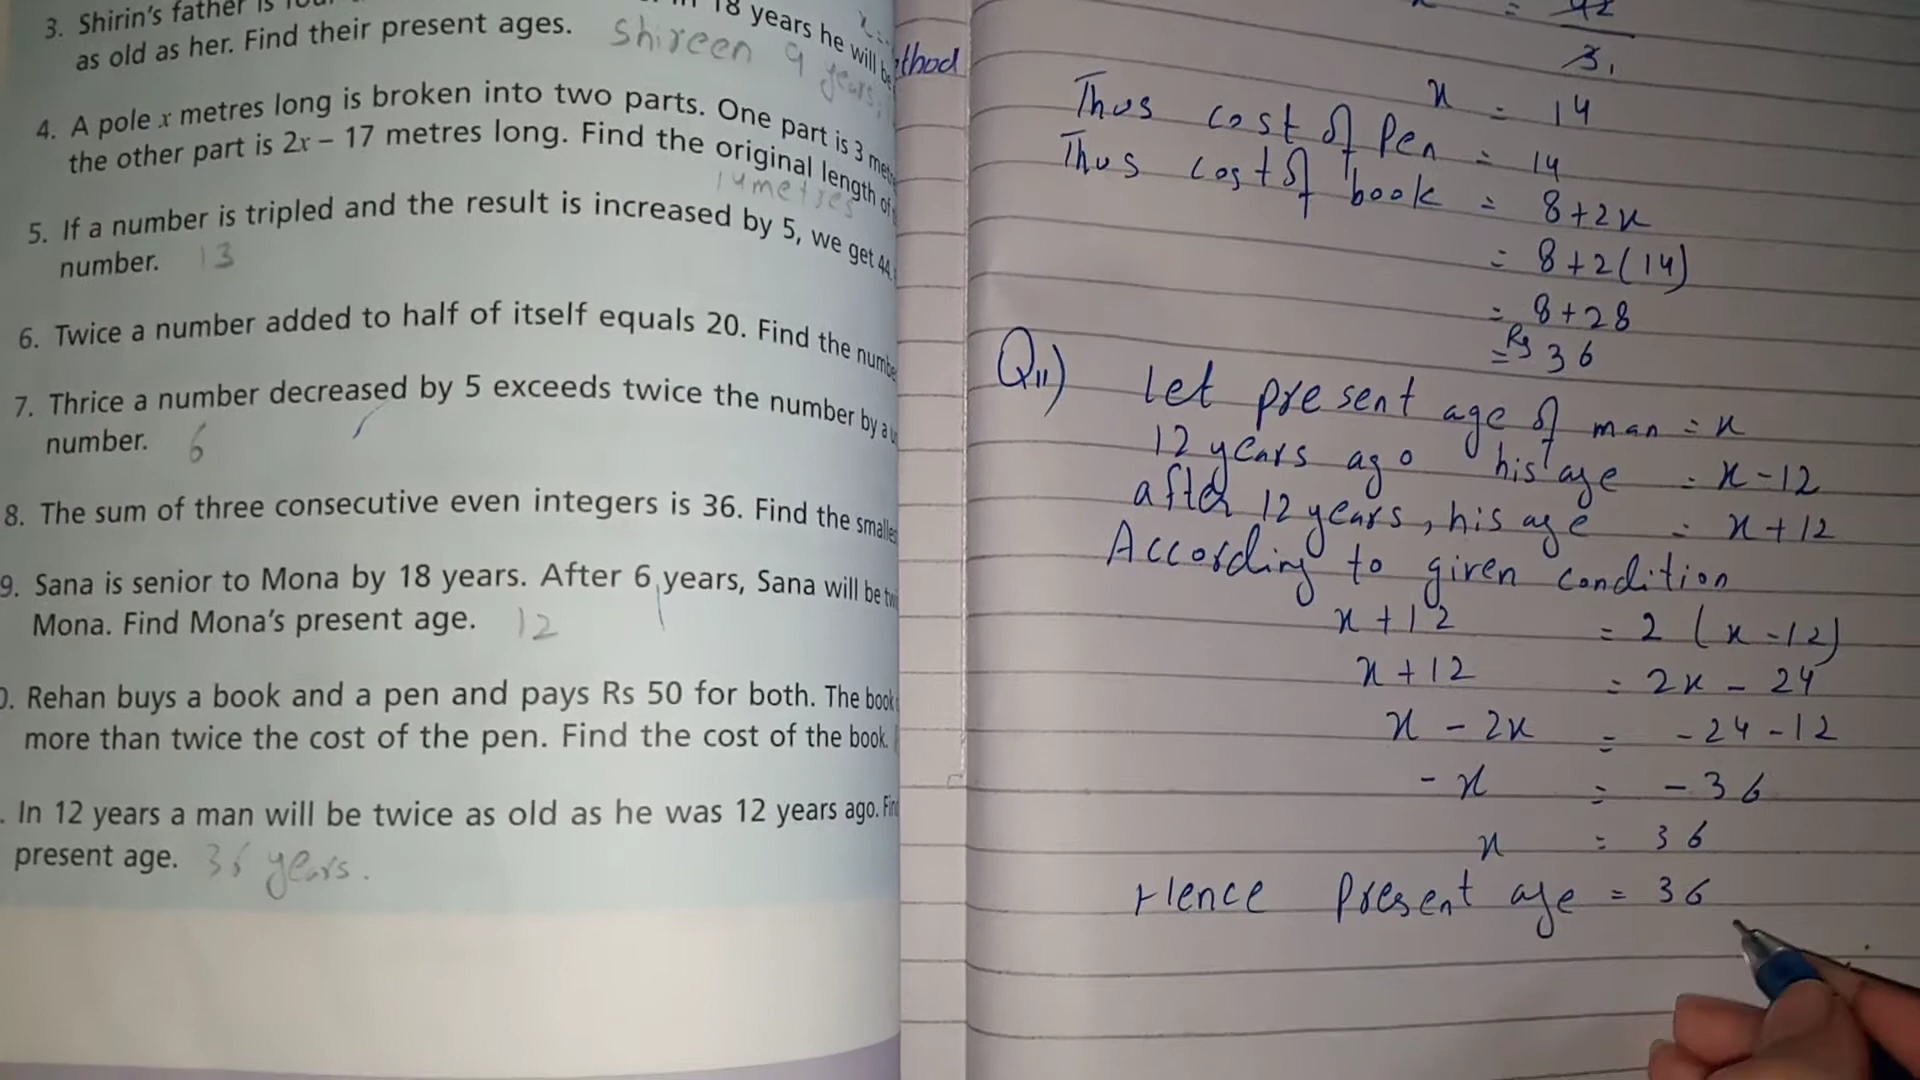 3. Shirin's father is
18 years he will be
as old as her. Find their present ages. Shireen 9 years,
4. A pole x metres long is broken into two parts. One part is 3
the other part is 2x – 17 metres long. Find the original length of
14 metres
5. If a number is tripled and the result is increased by 5, we get 44.
number. 13
6. Twice a number added to half of itself equals 20. Find the
7. Thrice a number decreased by 5 exceeds twice the number by a
number. 6
8. The sum of three consecutive even integers is 36. Find the
9. Sana is senior to Mona by 18 years. After 6 years, Sana will be
Mona. Find Mona's present age. 12
. Rehan buys a book and a pen and pays Rs 50 for both. The book
more than twice the cost of the pen. Find the cost of the book.
. In 12 years a man will be twice as old as he was 12 years ago.
present age. 36 years.
= 42
3
x = 14
Thus cost of Pen = 14
Thus cost of book = 8+2x
= 8+2(14)
= 8+28
= Rs 36
Q11) Let present age of man = x
12 years ago his age = x-12
after 12 years, his age = x+12
According to given condition
x+12 = 2(x-12)
x+12 = 2x - 24
x - 2x = -24-12
-x = -36
x = 36
Hence Present age = 36